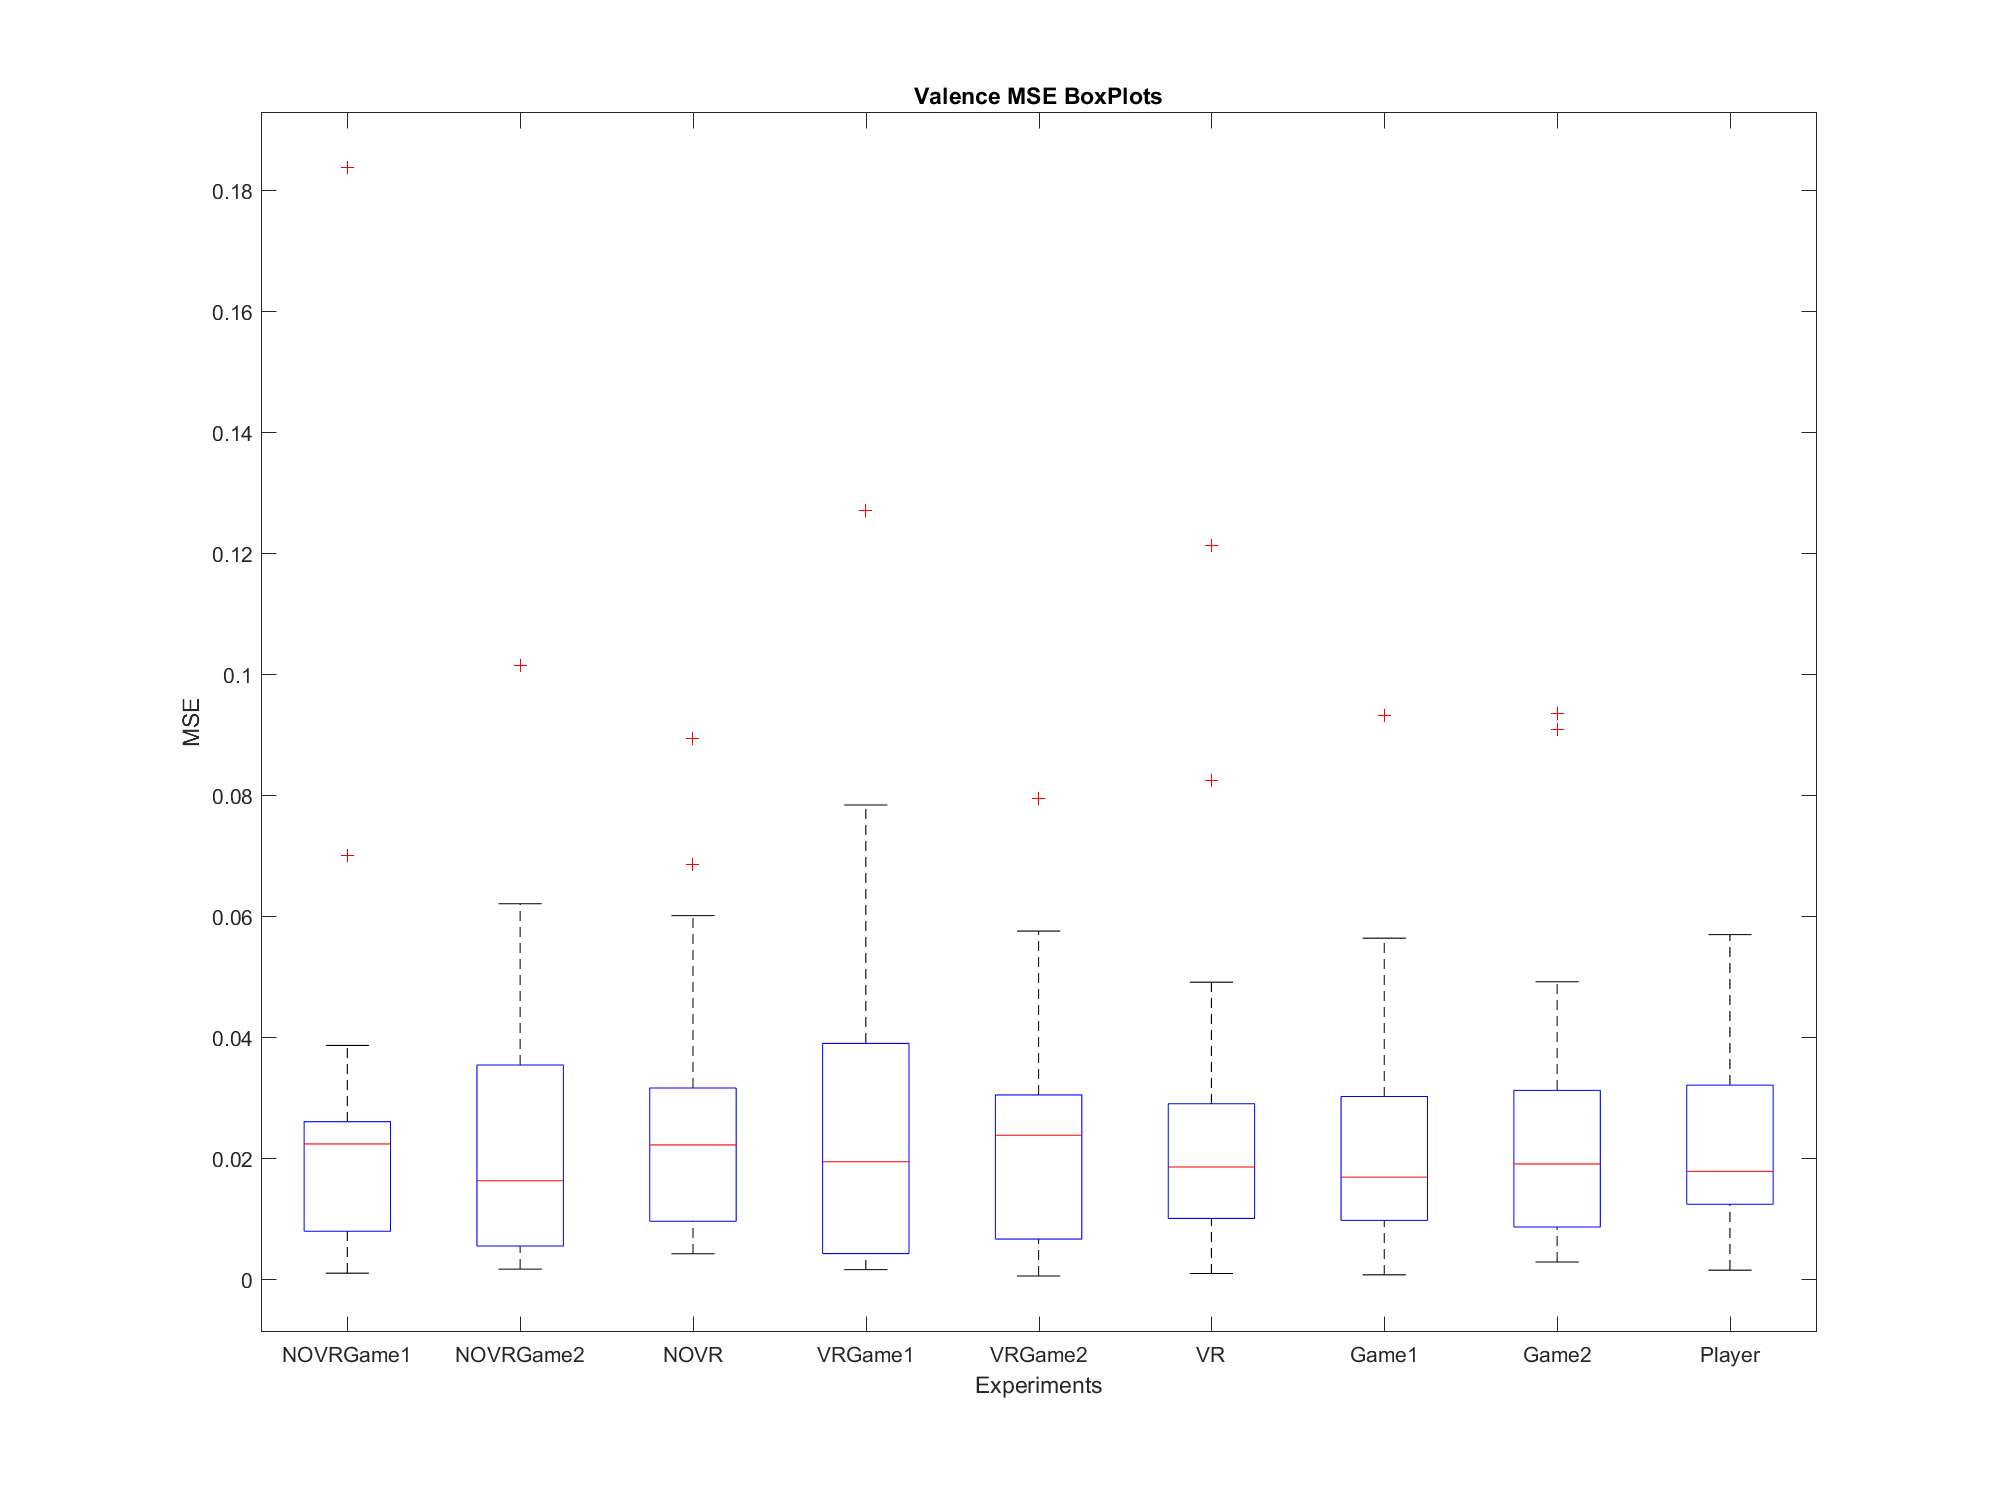 Valence MSE BoxPlots
0.18
0.16
0.14
0.12
0.1
0.08
0.06
0.04
0.02
0
MSE
NOVRGame1 NOVRGame2 NOVR VRGame1 VRGame2 VR Game1 Game2 Player
Experiments